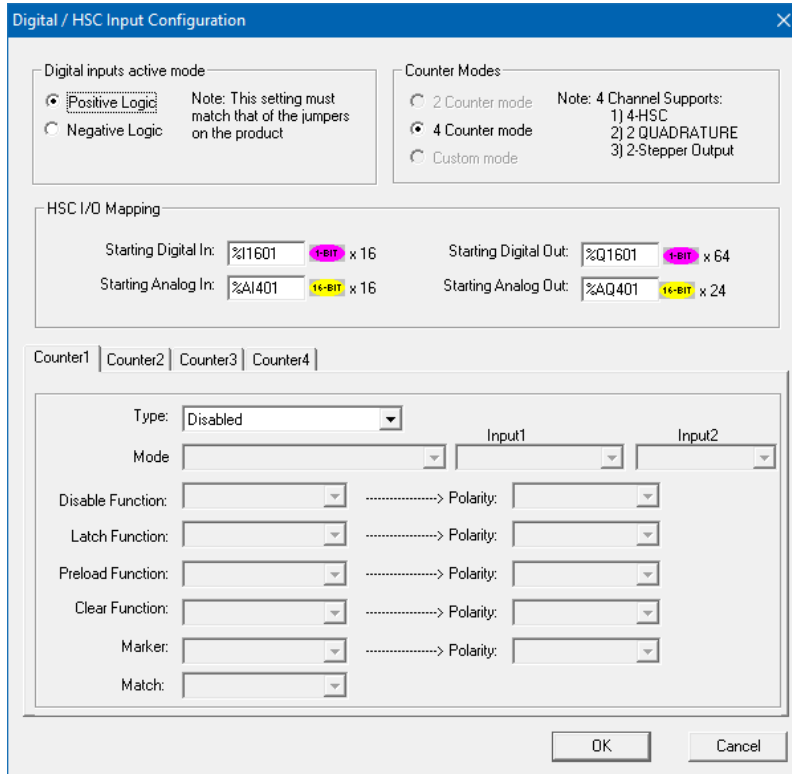 Digital / HSC Input Configuration
Digital inputs active mode
Positive Logic
Negative Logic
Note: This setting must
match that of the jumpers
on the product
Counter Modes
2 Counter mode
4 Counter mode
Custom mode
Note: 4 Channel Supports:
1) 4-HSC
2) 2 QUADRATURE
3) 2-Stepper Output
HSC I/O Mapping
Starting Digital In: %I1601 1-BIT x 16
Starting Digital Out: %Q1601 1-BIT x 64
Starting Analog In: %AI401 16-BIT x 16
Starting Analog Out: %AQ401 16-BIT x 24
Counter1 Counter2 Counter3 Counter4
Type: Disabled
Input1 Input2
Mode
Disable Function: -----------------> Polarity:
Latch Function: -----------------> Polarity:
Preload Function: -----------------> Polarity:
Clear Function: -----------------> Polarity:
Marker: -----------------> Polarity:
Match:
OK Cancel